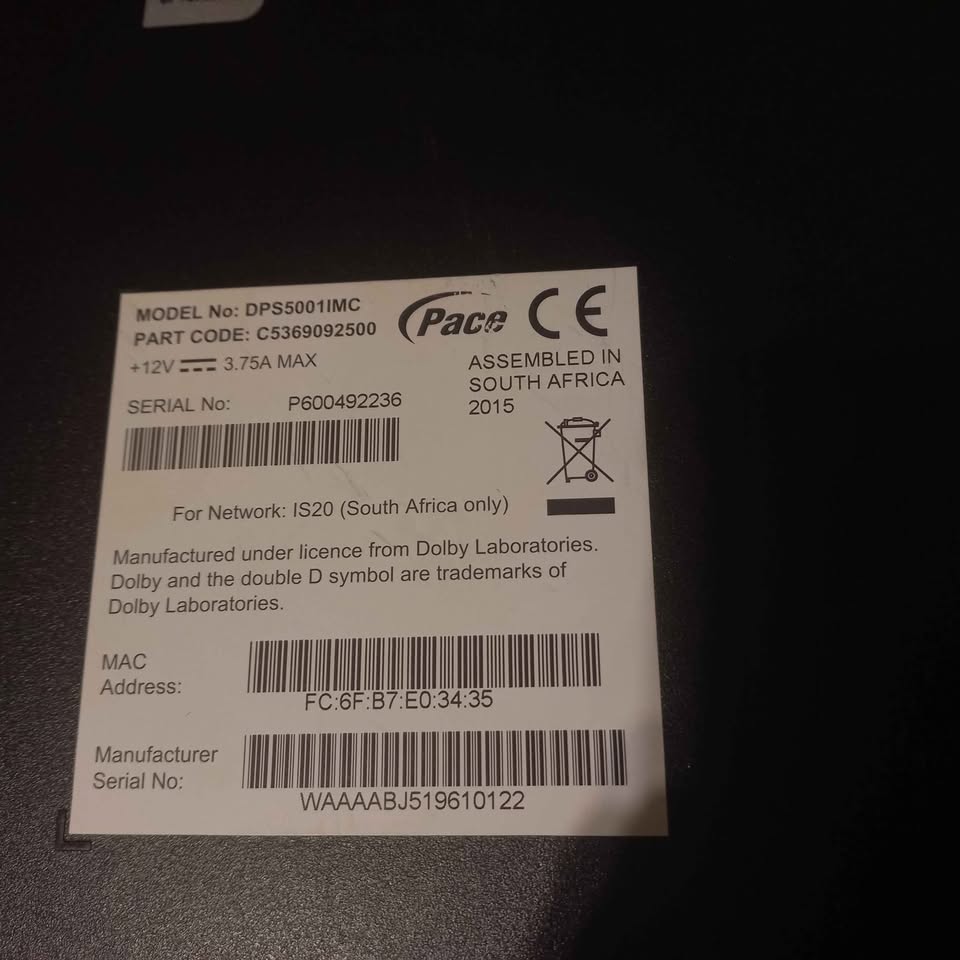 MODEL No: DPS5001IMC
PART CODE: C5369092500
+12V 3.75A MAX
Pace CE
ASSEMBLED IN
SOUTH AFRICA
2015
SERIAL No: P600492236
For Network: IS20 (South Africa only)
Manufactured under licence from Dolby Laboratories.
Dolby and the double D symbol are trademarks of
Dolby Laboratories.
MAC
Address:
FC:6F:B7:E0:34:35
Manufacturer
Serial No:
WAAAABJ519610122